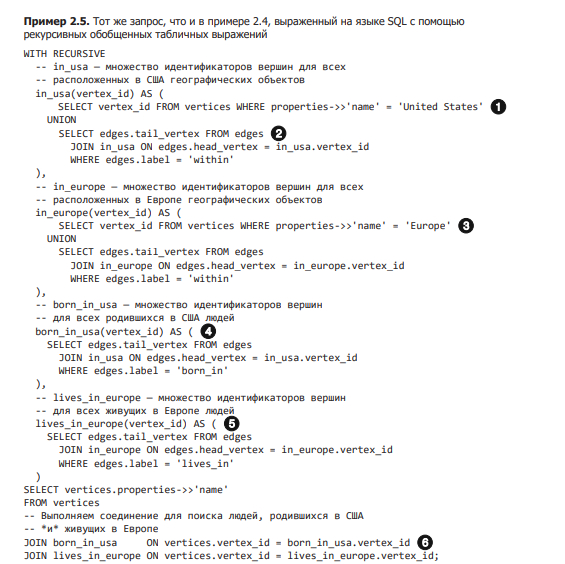 Пример 2.5. Тот же запрос, что и в примере 2.4, выраженный на языке SQL с помощью
рекурсивных обобщенных табличных выражений
WITH RECURSIVE
  -- in_usa — множество идентификаторов вершин для всех
  -- расположенных в США географических объектов
  in_usa(vertex_id) AS (
      SELECT vertex_id FROM vertices WHERE properties->>'name' = 'United States' ❶
    UNION
      SELECT edges.tail_vertex FROM edges ❷
        JOIN in_usa ON edges.head_vertex = in_usa.vertex_id
        WHERE edges.label = 'within'
  ),
  -- in_europe — множество идентификаторов вершин для всех
  -- расположенных в Европе географических объектов
  in_europe(vertex_id) AS (
      SELECT vertex_id FROM vertices WHERE properties->>'name' = 'Europe' ❸
    UNION
      SELECT edges.tail_vertex FROM edges
        JOIN in_europe ON edges.head_vertex = in_europe.vertex_id
        WHERE edges.label = 'within'
  ),
  -- born_in_usa — множество идентификаторов вершин
  -- для всех родившихся в США людей
  born_in_usa(vertex_id) AS ( ❹
    SELECT edges.tail_vertex FROM edges
      JOIN in_usa ON edges.head_vertex = in_usa.vertex_id
      WHERE edges.label = 'born_in'
  ),
  -- lives_in_europe — множество идентификаторов вершин
  -- для всех живущих в Европе людей
  lives_in_europe(vertex_id) AS ( ❺
    SELECT edges.tail_vertex FROM edges
      JOIN in_europe ON edges.head_vertex = in_europe.vertex_id
      WHERE edges.label = 'lives_in'
  )
SELECT vertices.properties->>'name'
FROM vertices
-- Выполняем соединение для поиска людей, родившихся в США
-- *и* живущих в Европе
JOIN born_in_usa     ON vertices.vertex_id = born_in_usa.vertex_id ❻
JOIN lives_in_europe ON vertices.vertex_id = lives_in_europe.vertex_id;